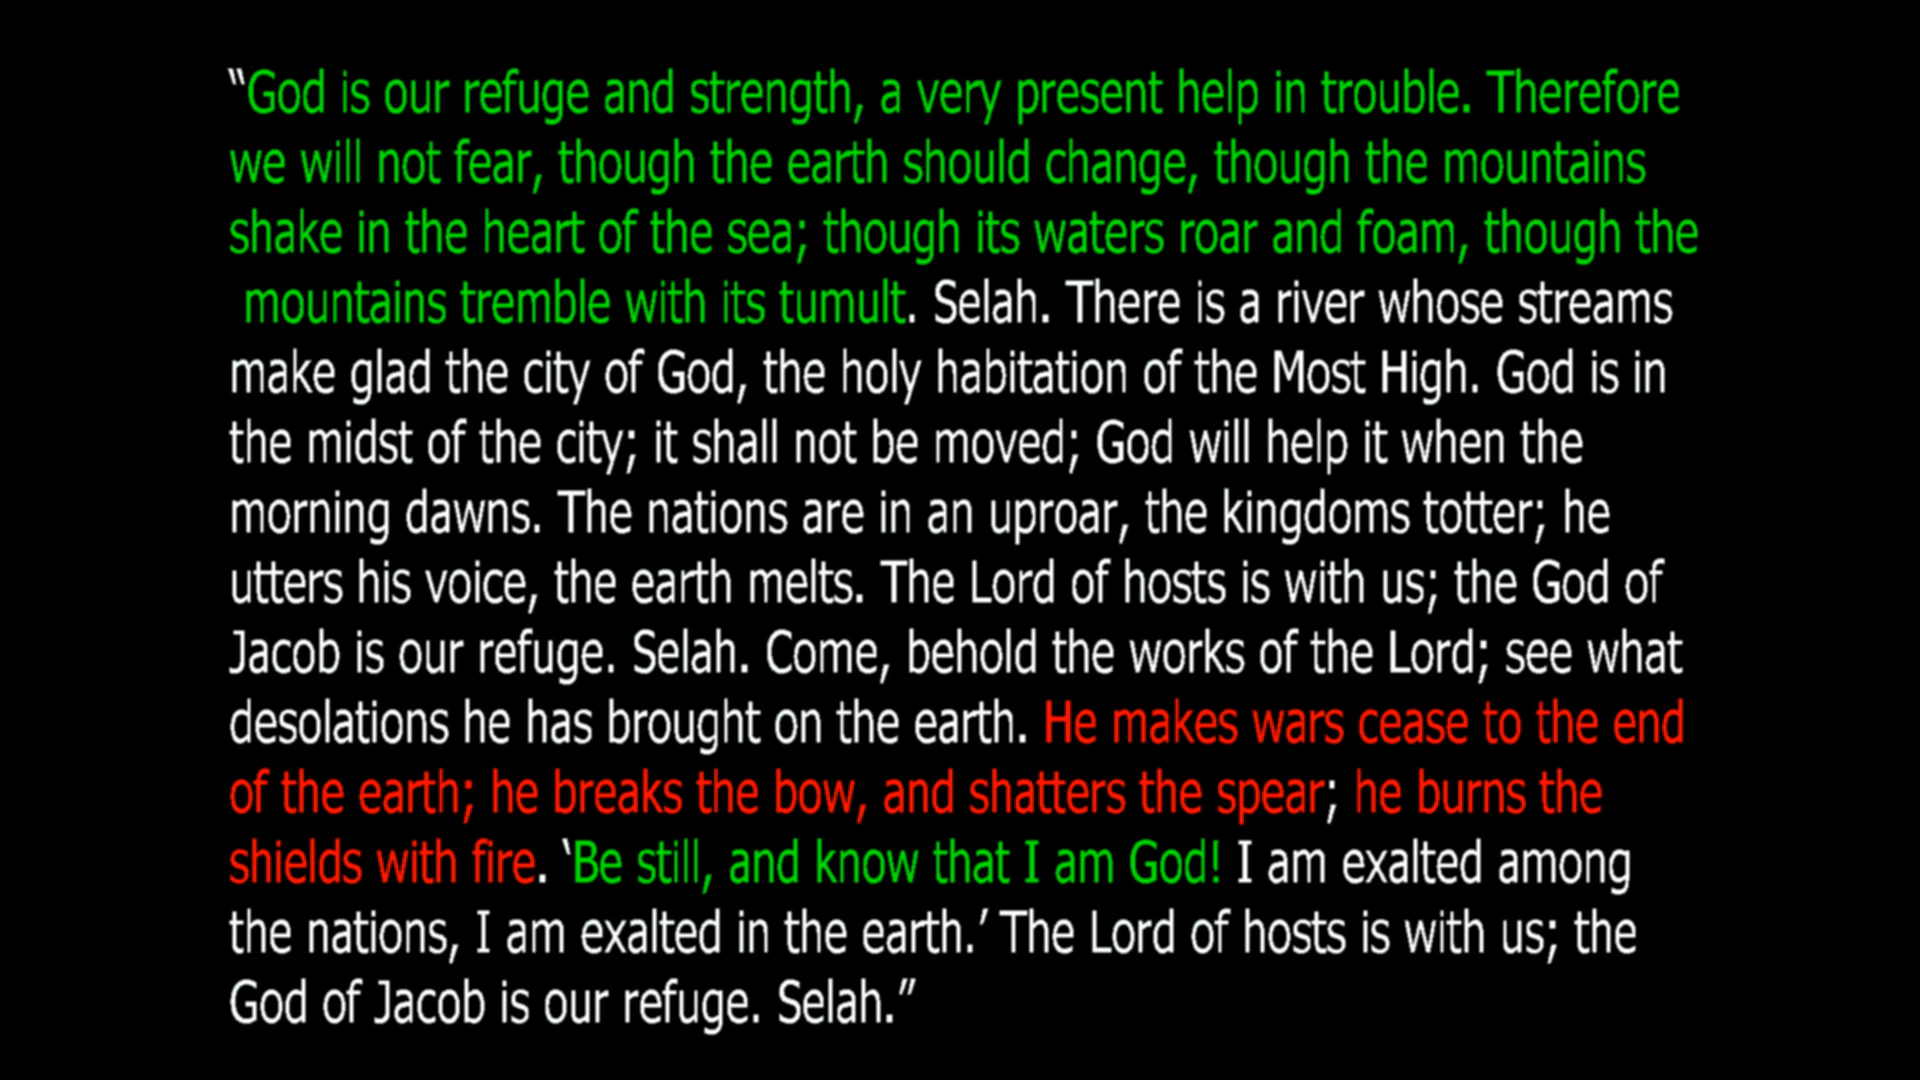 “God is our refuge and strength, a very present help in trouble. Therefore
we will not fear, though the earth should change, though the mountains
shake in the heart of the sea; though its waters roar and foam, though the
mountains tremble with its tumult. Selah. There is a river whose streams
make glad the city of God, the holy habitation of the Most High. God is in
the midst of the city; it shall not be moved; God will help it when the
morning dawns. The nations are in an uproar, the kingdoms totter; he
utters his voice, the earth melts. The Lord of hosts is with us; the God of
Jacob is our refuge. Selah. Come, behold the works of the Lord; see what
desolations he has brought on the earth. He makes wars cease to the end
of the earth; he breaks the bow, and shatters the spear; he burns the
shields with fire. ‘Be still, and know that I am God! I am exalted among
the nations, I am exalted in the earth.’ The Lord of hosts is with us; the
God of Jacob is our refuge. Selah.”